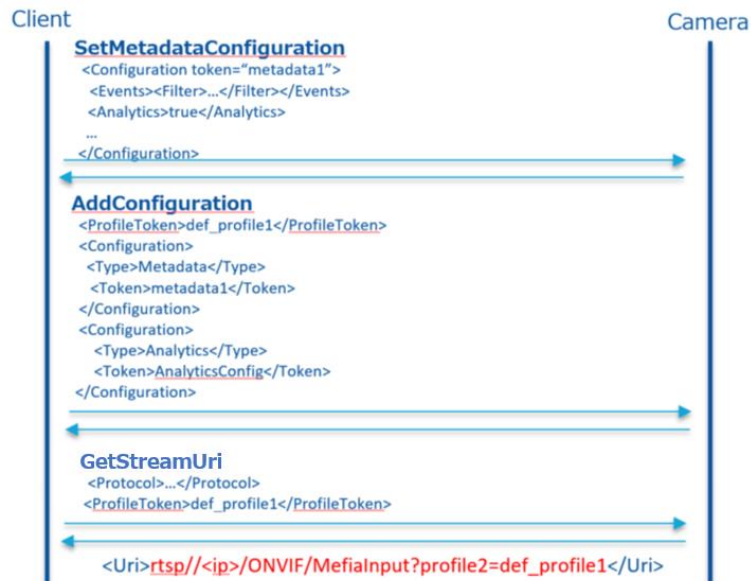 Client
Camera
SetMetadataConfiguration
<Configuration token=“metadata1”>
<Events><Filter>…</Filter></Events>
<Analytics>true</Analytics>
…
</Configuration>
AddConfiguration
<ProfileToken>def_profile1</ProfileToken>
<Configuration>
<Type>Metadata</Type>
<Token>metadata1</Token>
</Configuration>
<Configuration>
<Type>Analytics</Type>
<Token>AnalyticsConfig</Token>
</Configuration>
GetStreamUri
<Protocol>…</Protocol>
<ProfileToken>def_profile1</ProfileToken>
<Uri>rtsp//<ip>/ONVIF/MefiaInput?profile2=def_profile1</Uri>